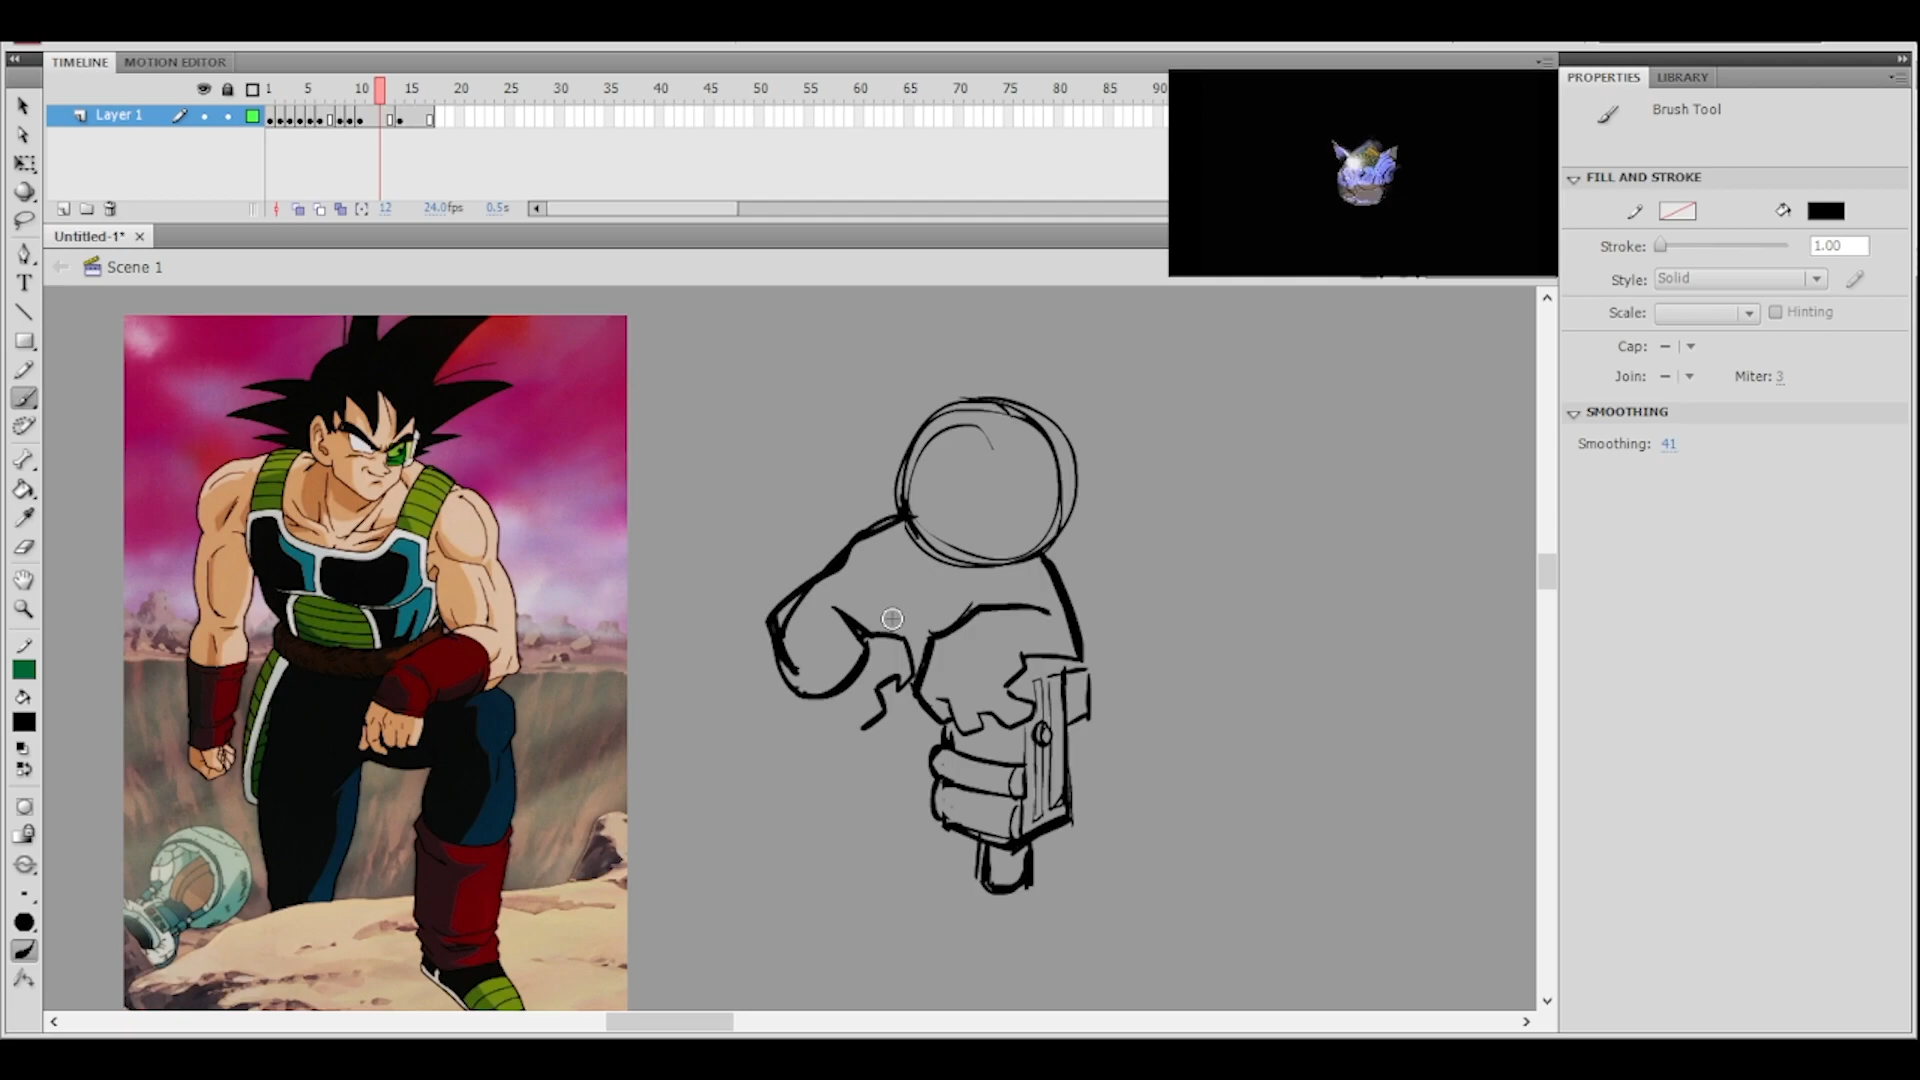 TIMELINE
MOTION EDITOR
PROPERTIES
LIBRARY
1 5 10 15 20 25 30 35 40 45 50 55 60 65 70 75 80 85 90
Brush Tool
Layer 1
FILL AND STROKE
12 24.0fps 0.5s
Untitled-1*
Stroke: 1.00
Scene 1
Style: Solid
Scale:
Hinting
Cap:
Join:
Miter: 3
SMOOTHING
Smoothing: 41